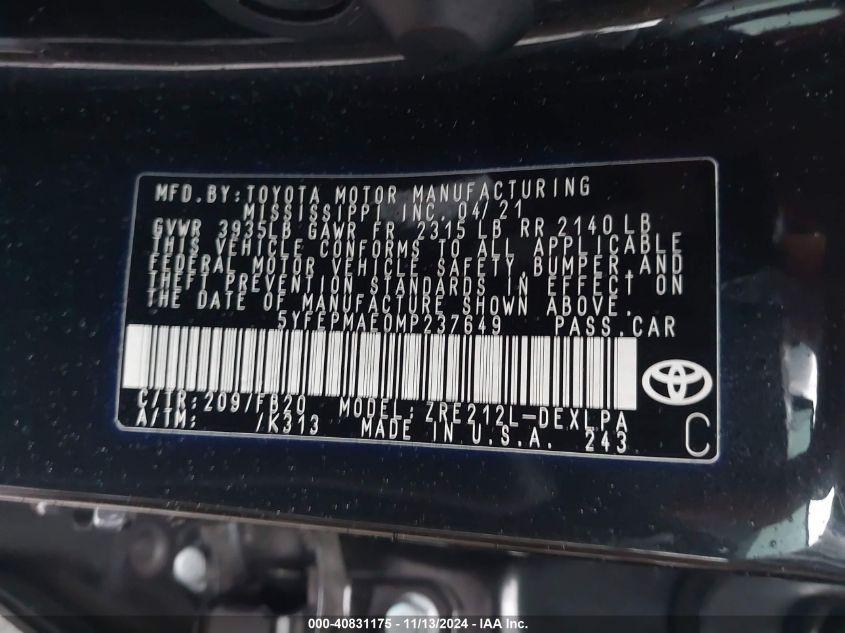 MFD.BY:TOYOTA MOTOR MANUFACTURING
MISSISSIPPI INC. 04/21
GVWR 3935LB GAWR FR 2315 LB RR 2140 LB
THIS VEHICLE CONFORMS TO ALL APPLICABLE
FEDERAL MOTOR VEHICLE SAFETY,BUMPER,AND
THEFT PREVENTION STANDARDS IN EFFECT ON
THE DATE OF MANUFACTURE SHOWN ABOVE.
5YFEPMAE0MP237649 PASS.CAR
C/TR:209/FB20 MODEL:ZRE212L-DEXLPA
A/TM: /K313 MADE IN U.S.A. 243 C
000-40831175 - 11/13/2024 - IAA Inc.